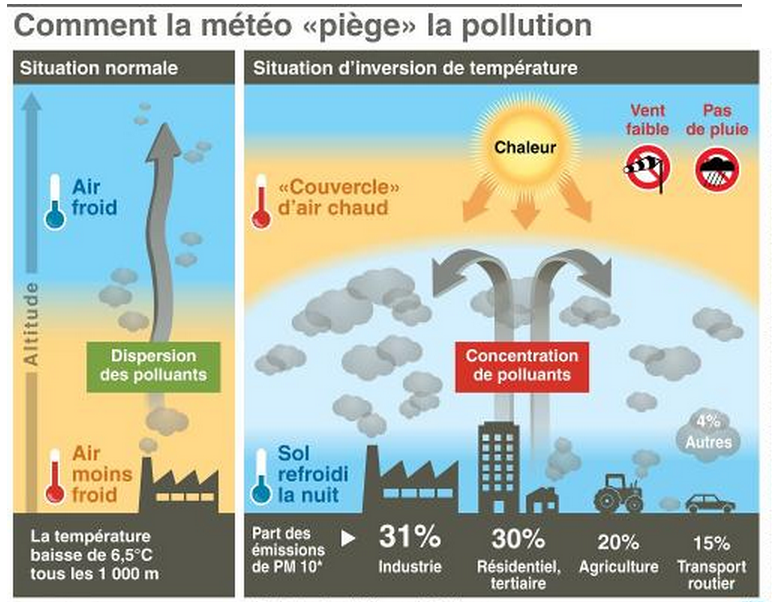 Comment la météo «piège» la pollution
Situation normale
Altitude
Air
froid
Dispersion
des polluants
Air
moins
froid
La température
baisse de 6,5°C
tous les 1 000 m
Situation d'inversion de température
Chaleur
Vent
faible
Pas
de pluie
«Couvercle»
d'air chaud
Concentration
de polluants
4%
Autres
Sol
refroidi
la nuit
Part des
émissions
de PM 10*
31%
Industrie
30%
Résidentiel,
tertiaire
20%
Agriculture
15%
Transport
routier